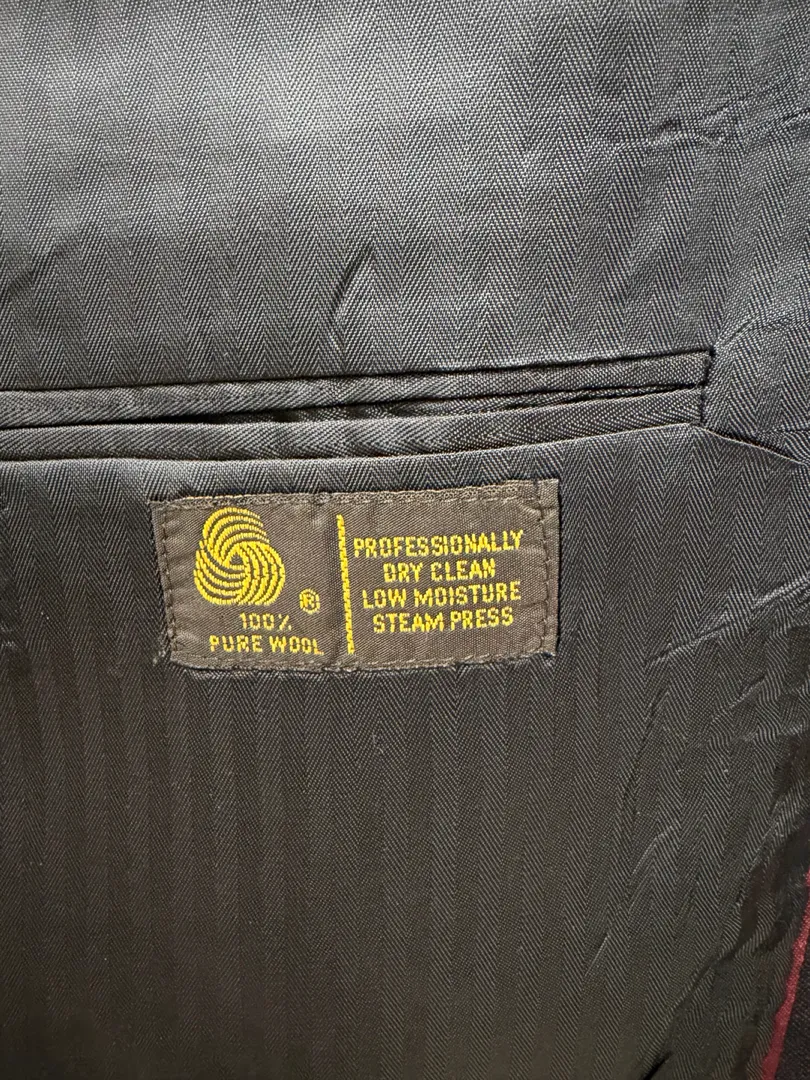 ®
100%
PURE WOOL
PROFESSIONALLY
DRY CLEAN
LOW MOISTURE
STEAM PRESS